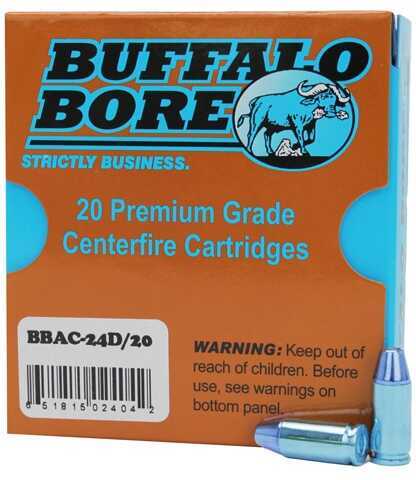 BUFFALO
BORE
STRICTLY BUSINESS.
20 Premium Grade
Centerfire Cartridges
BBAC-24D/20
6 51815 02404 2
WARNING: Keep out of
reach of children. Before
use, see warnings on
bottom panel.